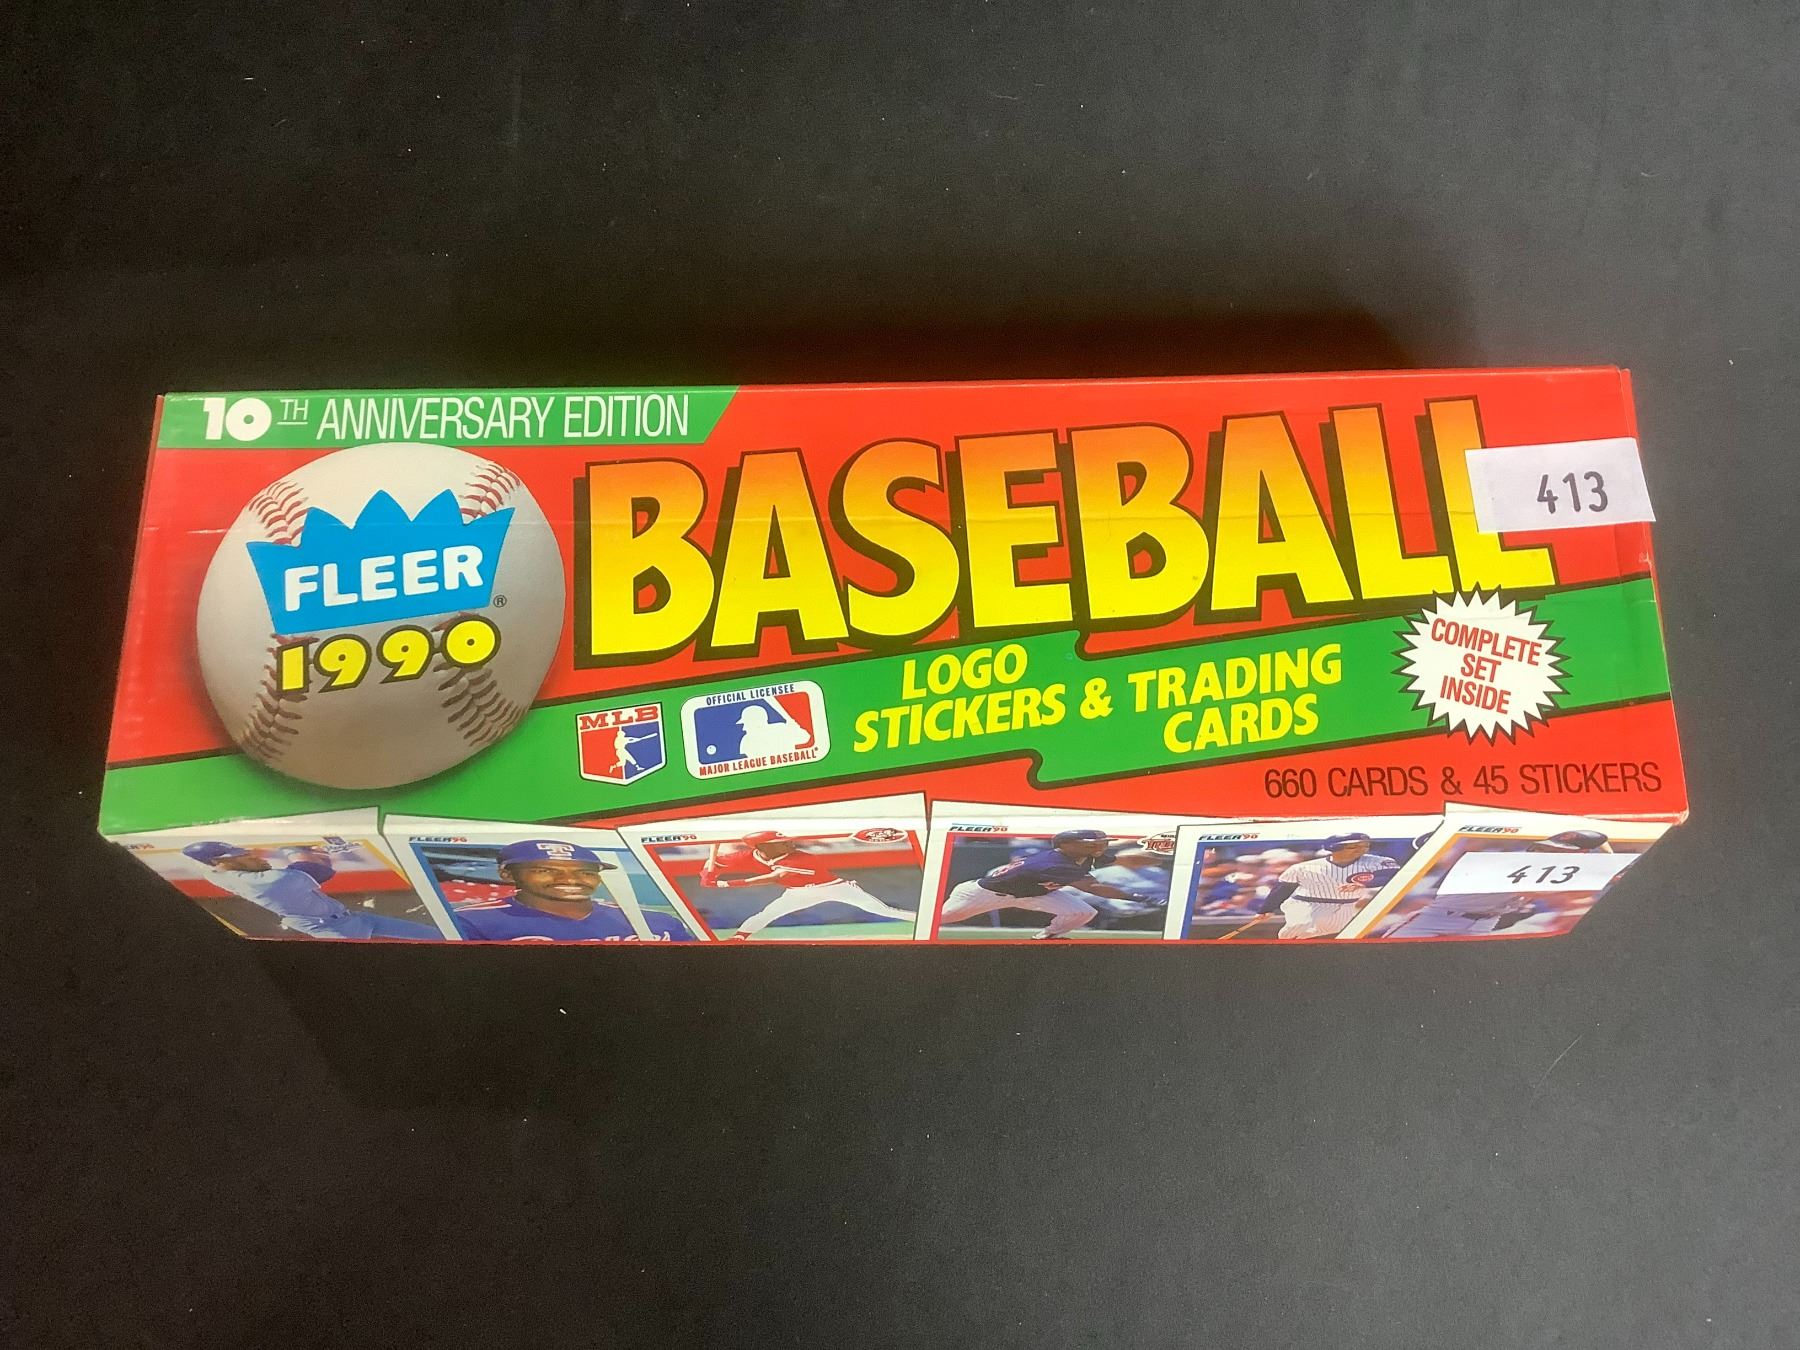 10TH ANNIVERSARY EDITION
BASEBALL
413
FLEER®
1990
MLB
OFFICIAL LICENSEE
MAJOR LEAGUE BASEBALL®
LOGO
STICKERS & TRADING
CARDS
COMPLETE
SET
INSIDE
660 CARDS & 45 STICKERS
FLEER'90
FLEER'90
FLEER'90
FLEER'90
FLEER'90
413